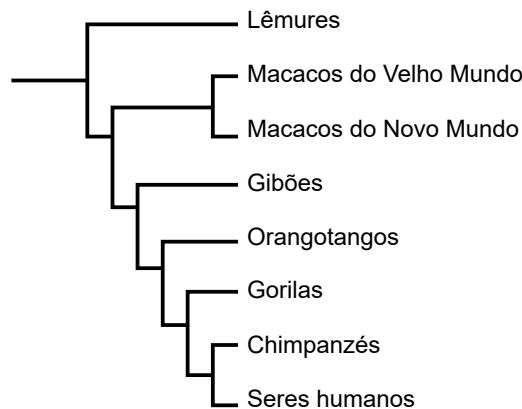 Lêmures
Macacos do Velho Mundo
Macacos do Novo Mundo
Gibões
Orangotangos
Gorilas
Chimpanzés
Seres humanos